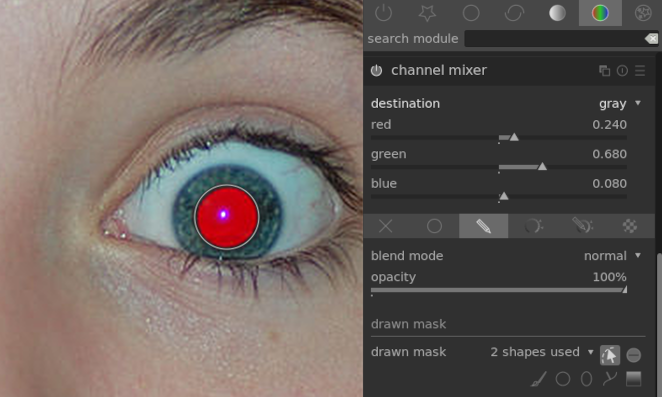 search module
channel mixer
destination gray
red 0.240
green 0.680
blue 0.080
blend mode normal
opacity 100%
drawn mask
drawn mask 2 shapes used